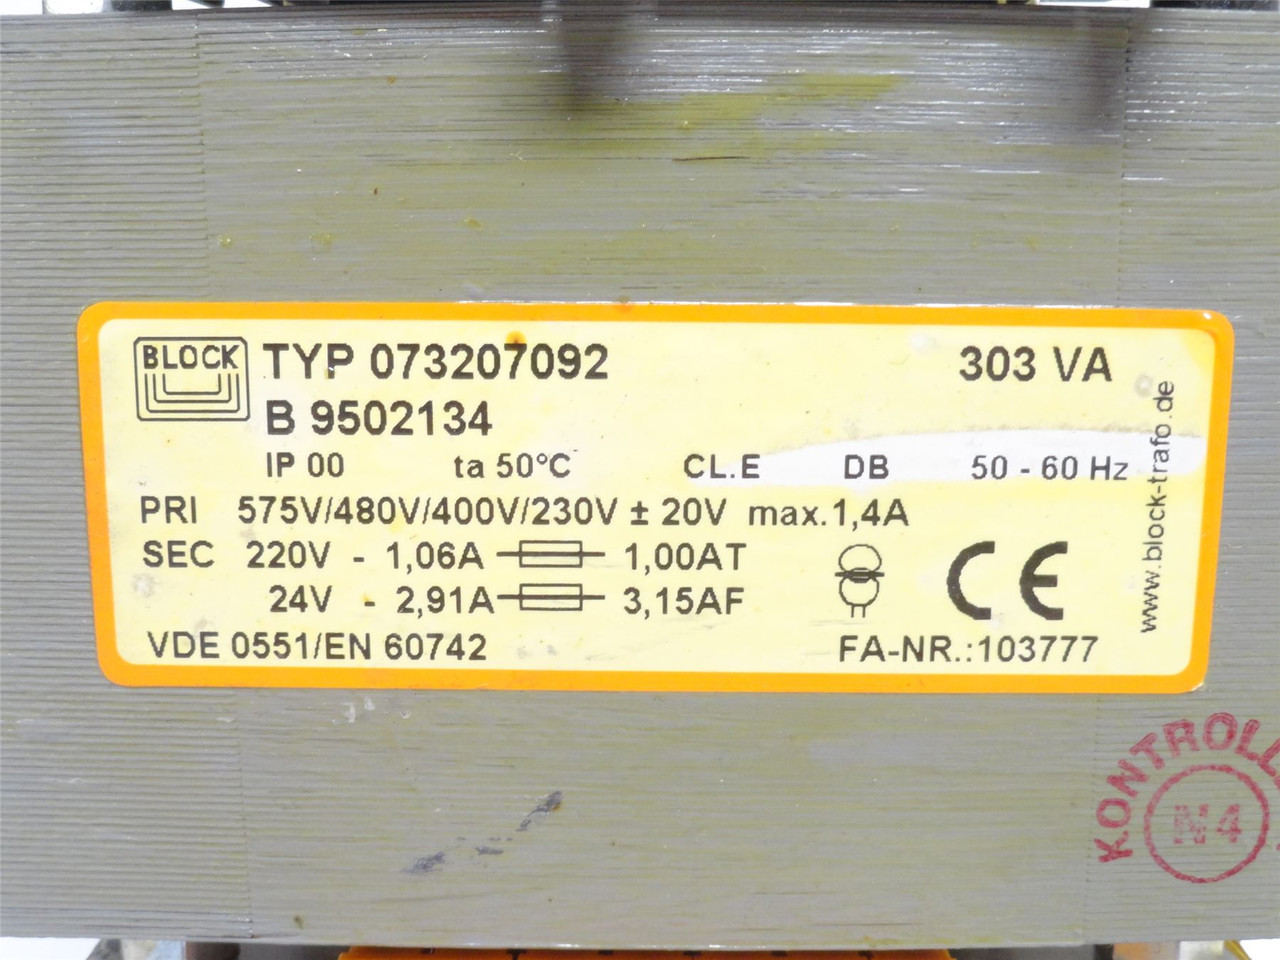 BLOCK TYP 073207092 303 VA
B 9502134
IP 00 ta 50°C CL.E DB 50 - 60 Hz
PRI 575V/480V/400V/230V ± 20V max.1,4A
SEC 220V - 1,06A 1,00AT
24V - 2,91A 3,15AF
CE
VDE 0551/EN 60742 FA-NR.:103777
www.block-trafo.de
KONTROLL
N4